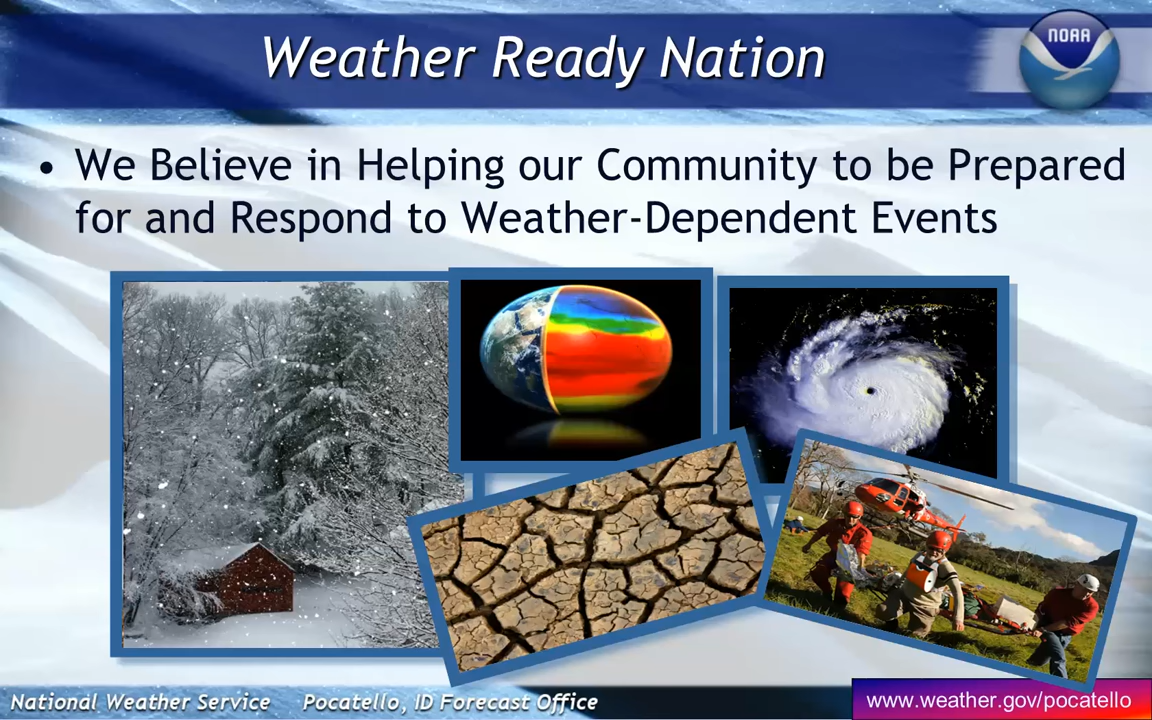 Weather Ready Nation
NOAA
• We Believe in Helping our Community to be Prepared
for and Respond to Weather-Dependent Events
National Weather Service Pocatello, ID Forecast Office
www.weather.gov/pocatello